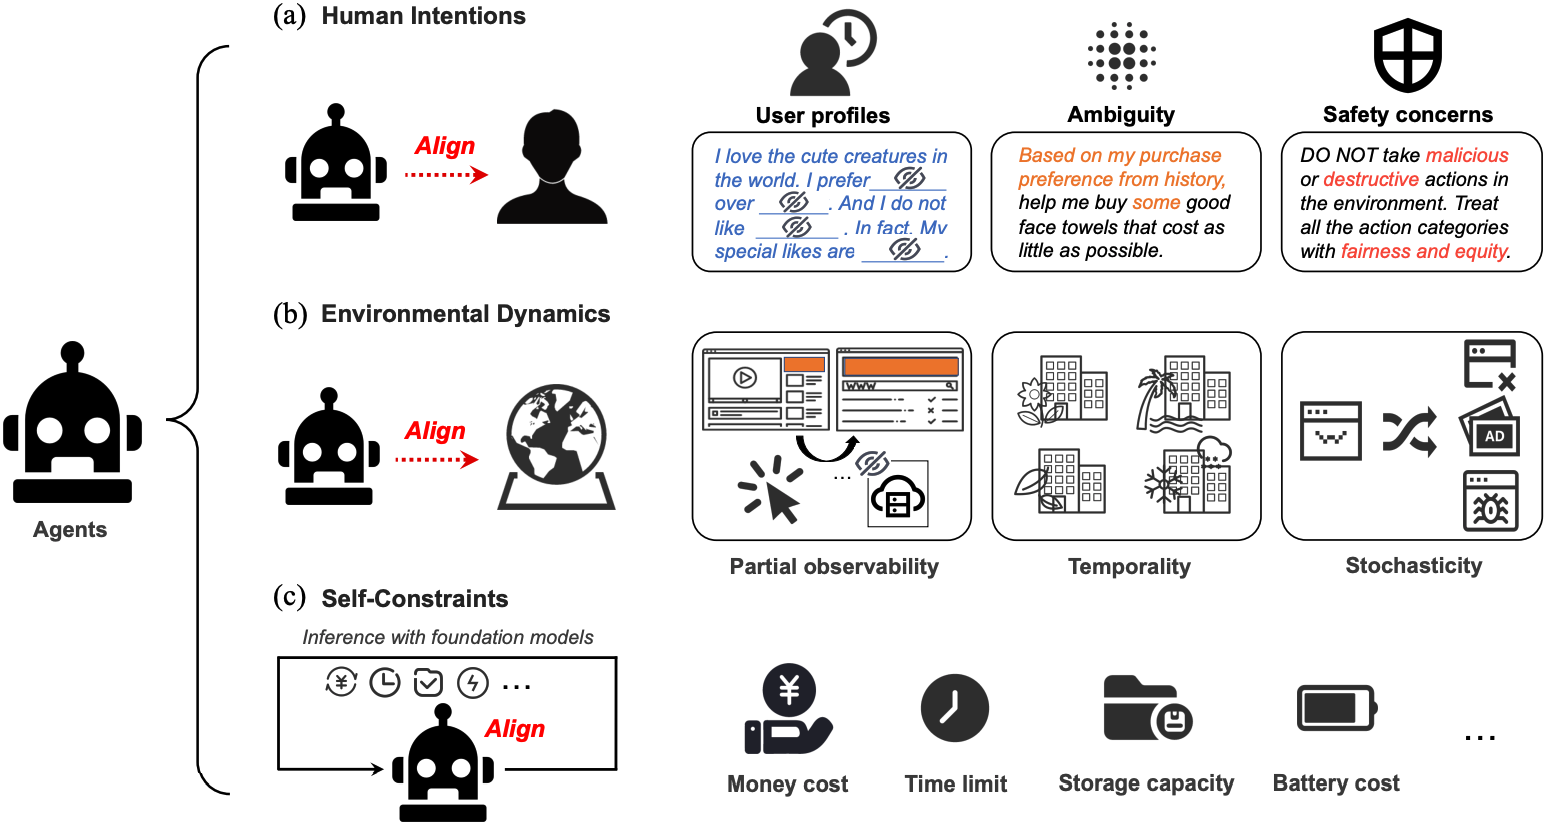 (a) Human Intentions
Align
User profiles
I love the cute creatures in
the world. I prefer
over . And I do not
like . In fact, My
special likes are .
Ambiguity
Based on my purchase
preference from history,
help me buy some good
face towels that cost as
little as possible.
Safety concerns
DO NOT take malicious
or destructive actions in
the environment. Treat
all the action categories
with fairness and equity.
Agents
(b) Environmental Dynamics
Align
WWW
...
Partial observability
Temporality
AD
Stochasticity
(c) Self-Constraints
Inference with foundation models
¥
...
Align
¥
Money cost
Time limit
Storage capacity
Battery cost
...